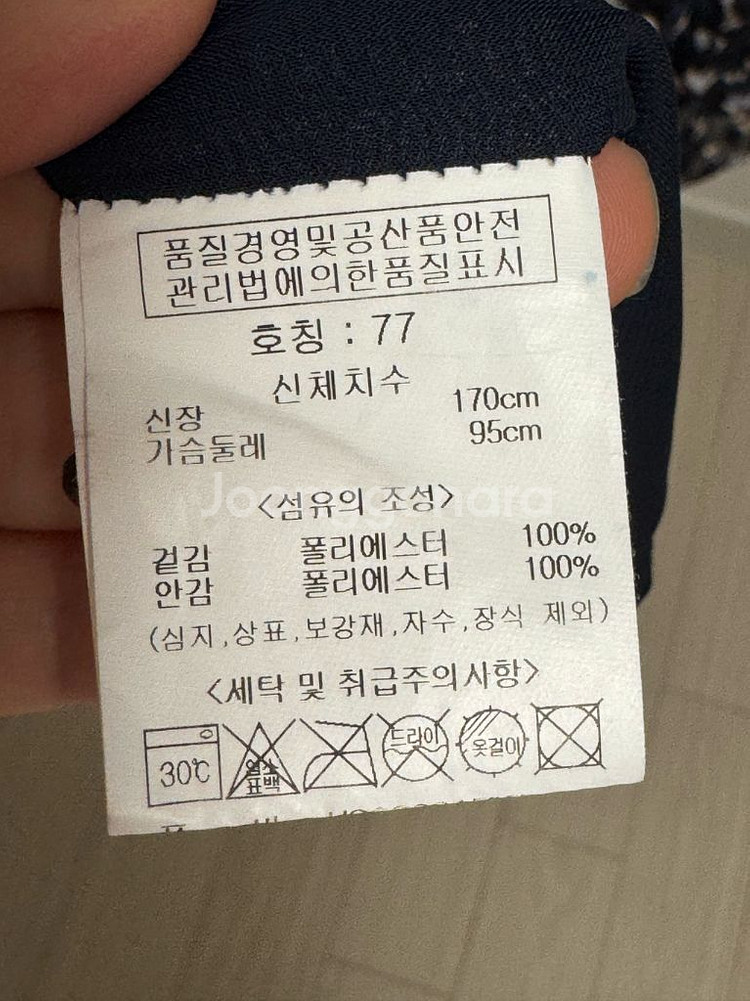 품질경영및공산품안전
관리법에의한품질표시
호칭 : 77
신체치수
신장 170cm
가슴둘레 95cm
<섬유의 조성>
겉감 폴리에스터 100%
안감 폴리에스터 100%
(심지,상표,보강재,자수,장식 제외)
<세탁 및 취급주의사항>
30℃ 염소 표백 드라이 옷걸이
Joonggonara